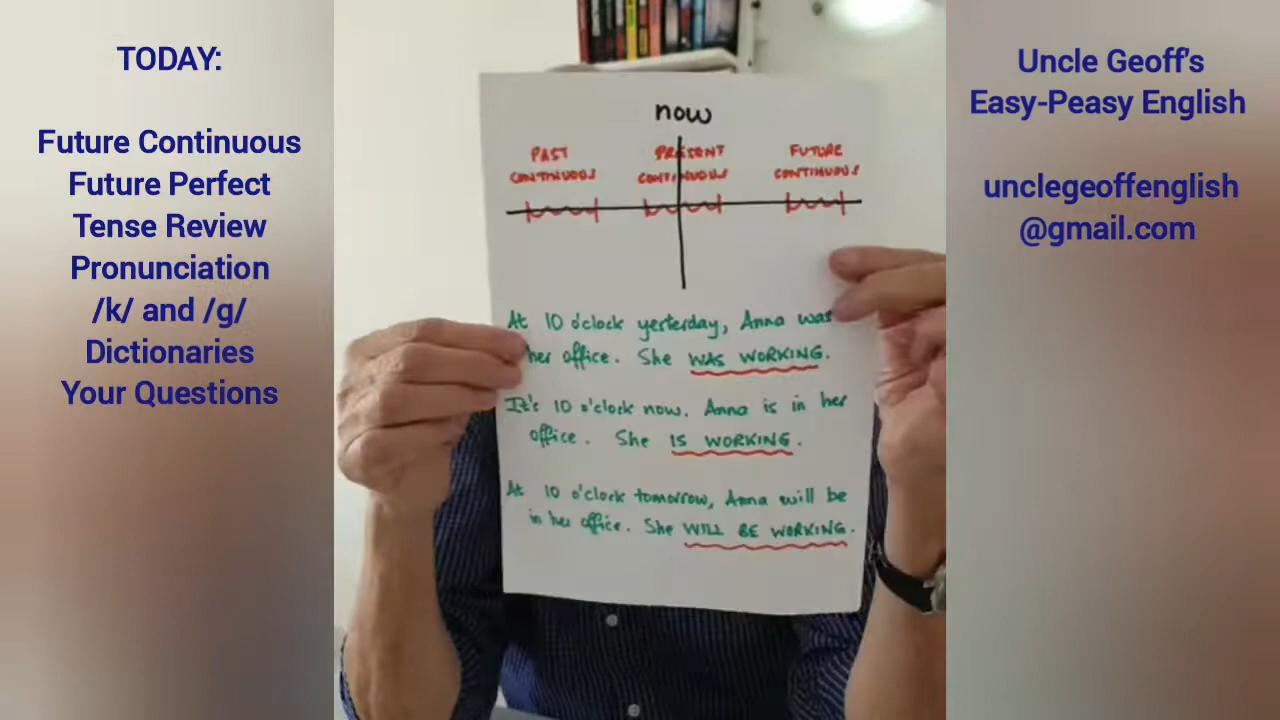 TODAY:
Future Continuous
Future Perfect
Tense Review
Pronunciation
/k/ and /g/
Dictionaries
Your Questions
now
PAST PRESENT FUTURE
CONTINUOUS CONTINUOUS CONTINUOUS
At 10 o'clock yesterday, Anna was
her office. She WAS WORKING.
It's 10 o'clock now. Anna is in her
office. She IS WORKING.
At 10 o'clock tomorrow, Anna will be
in her office. She WILL BE WORKING.
Uncle Geoff's
Easy-Peasy English
unclegeoffenglish
@gmail.com